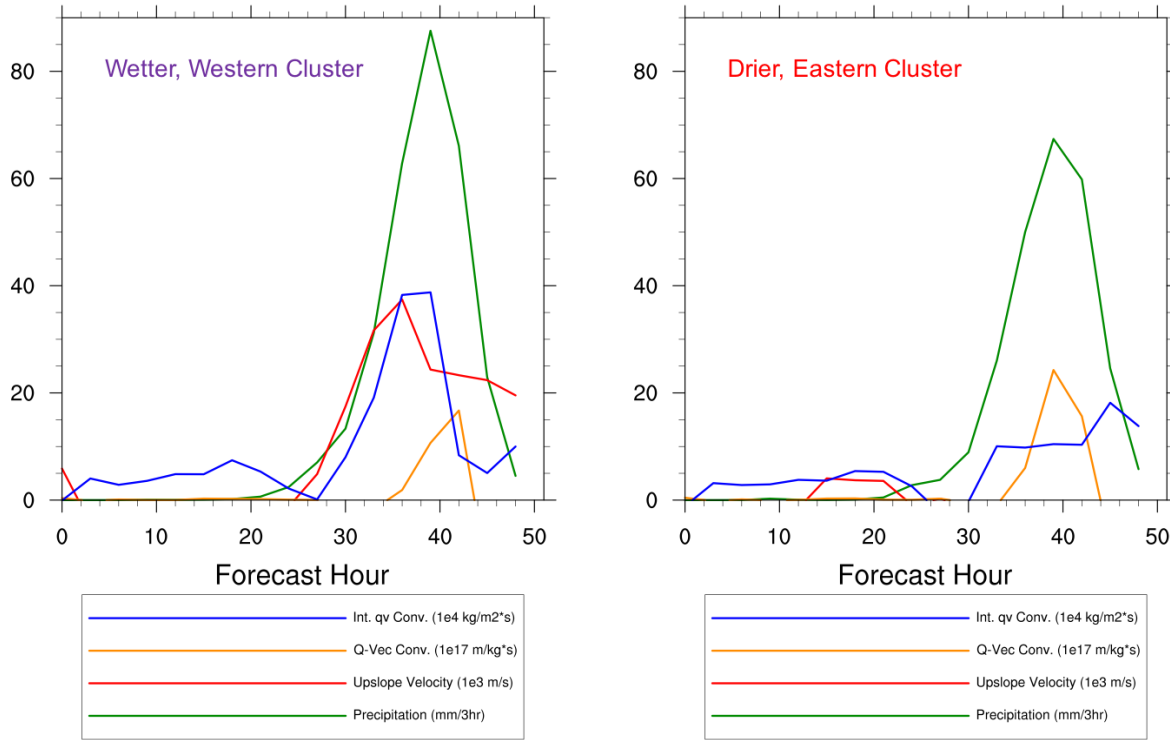 Wetter, Western Cluster
80
60
40
20
0
0 10 20 30 40 50
Forecast Hour
Int. qv Conv. (1e4 kg/m2*s)
Q-Vec Conv. (1e17 m/kg*s)
Upslope Velocity (1e3 m/s)
Precipitation (mm/3hr)
Drier, Eastern Cluster
80
60
40
20
0
0 10 20 30 40 50
Forecast Hour
Int. qv Conv. (1e4 kg/m2*s)
Q-Vec Conv. (1e17 m/kg*s)
Upslope Velocity (1e3 m/s)
Precipitation (mm/3hr)